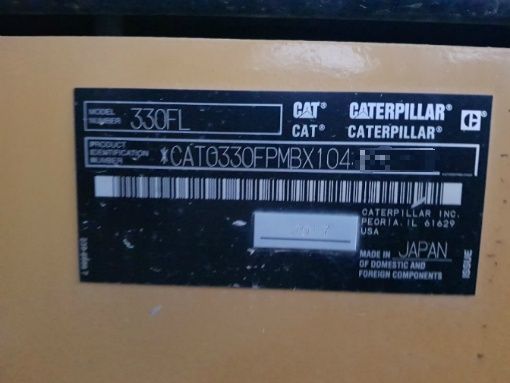 MODEL NUMBER 330FL
CAT® CATERPILLAR® C®
CAT® CATERPILLAR®
PRODUCT IDENTIFICATION NUMBER *CAT0330FPMBX104
CATERPILLAR INC.
PEORIA. IL 61629
USA
MADE IN JAPAN
OF DOMESTIC AND
FOREIGN COMPONENTS
ISSUE